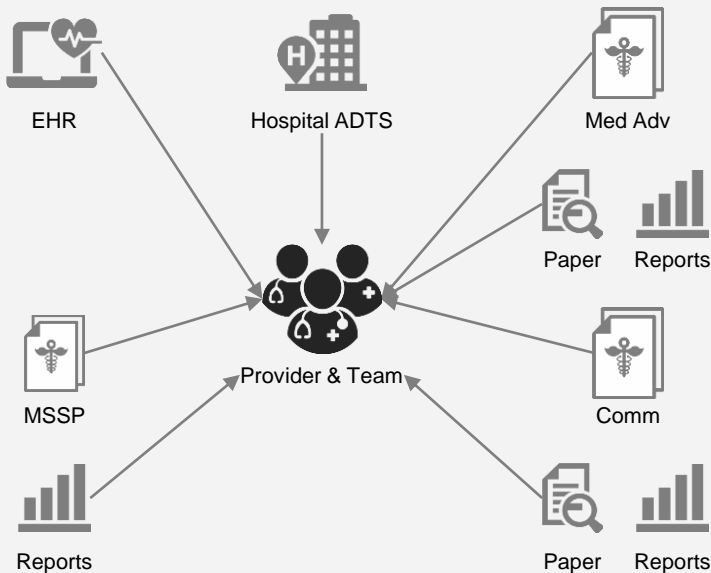 H
EHR
Hospital ADTS
Med Adv
Paper
Reports
Provider & Team
MSSP
Comm
Reports
Paper
Reports